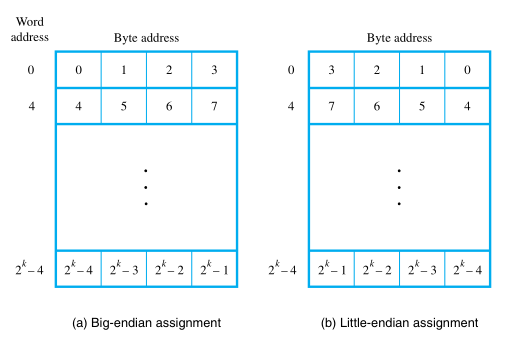 Word
address
Byte address
0 0 1 2 3
4 4 5 6 7
2^k – 4 2^k – 4 2^k – 3 2^k – 2 2^k – 1
(a) Big-endian assignment
Byte address
0 3 2 1 0
4 7 6 5 4
2^k – 4 2^k – 1 2^k – 2 2^k – 3 2^k – 4
(b) Little-endian assignment